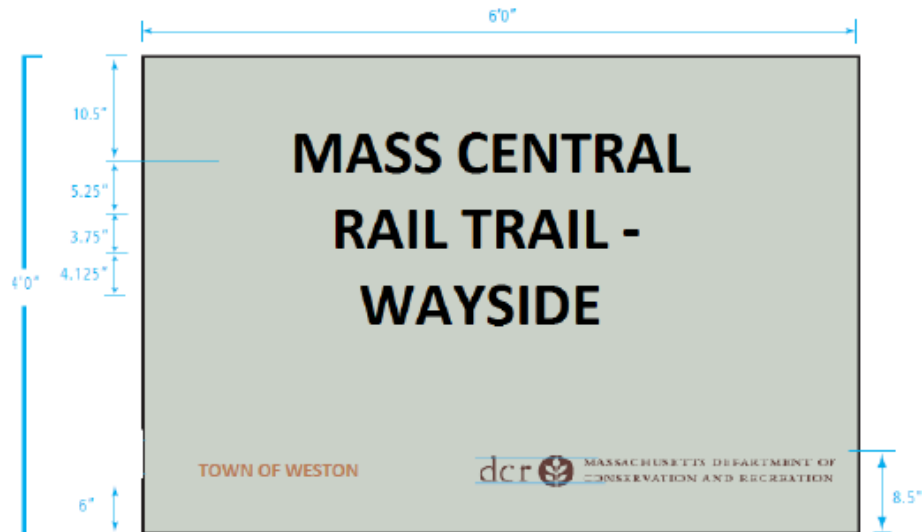 6'0"
10.5"
5.25"
3.75"
4.125"
4'0"
MASS CENTRAL
RAIL TRAIL -
WAYSIDE
TOWN OF WESTON
dcr
MASSACHUSETTS DEPARTMENT OF
CONSERVATION AND RECREATION
6"
8.5"